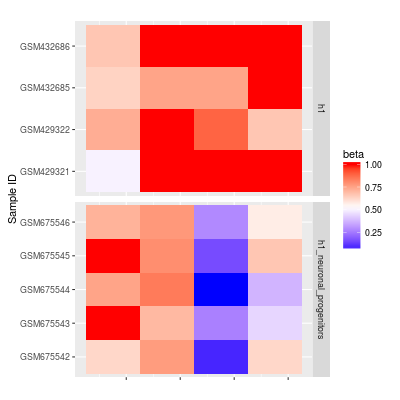 GSM432686
GSM432685
GSM429322
GSM429321
h1
GSM675546
GSM675545
GSM675544
GSM675543
GSM675542
h1_neuronal_progenitors
Sample ID
beta
1.00
0.75
0.50
0.25